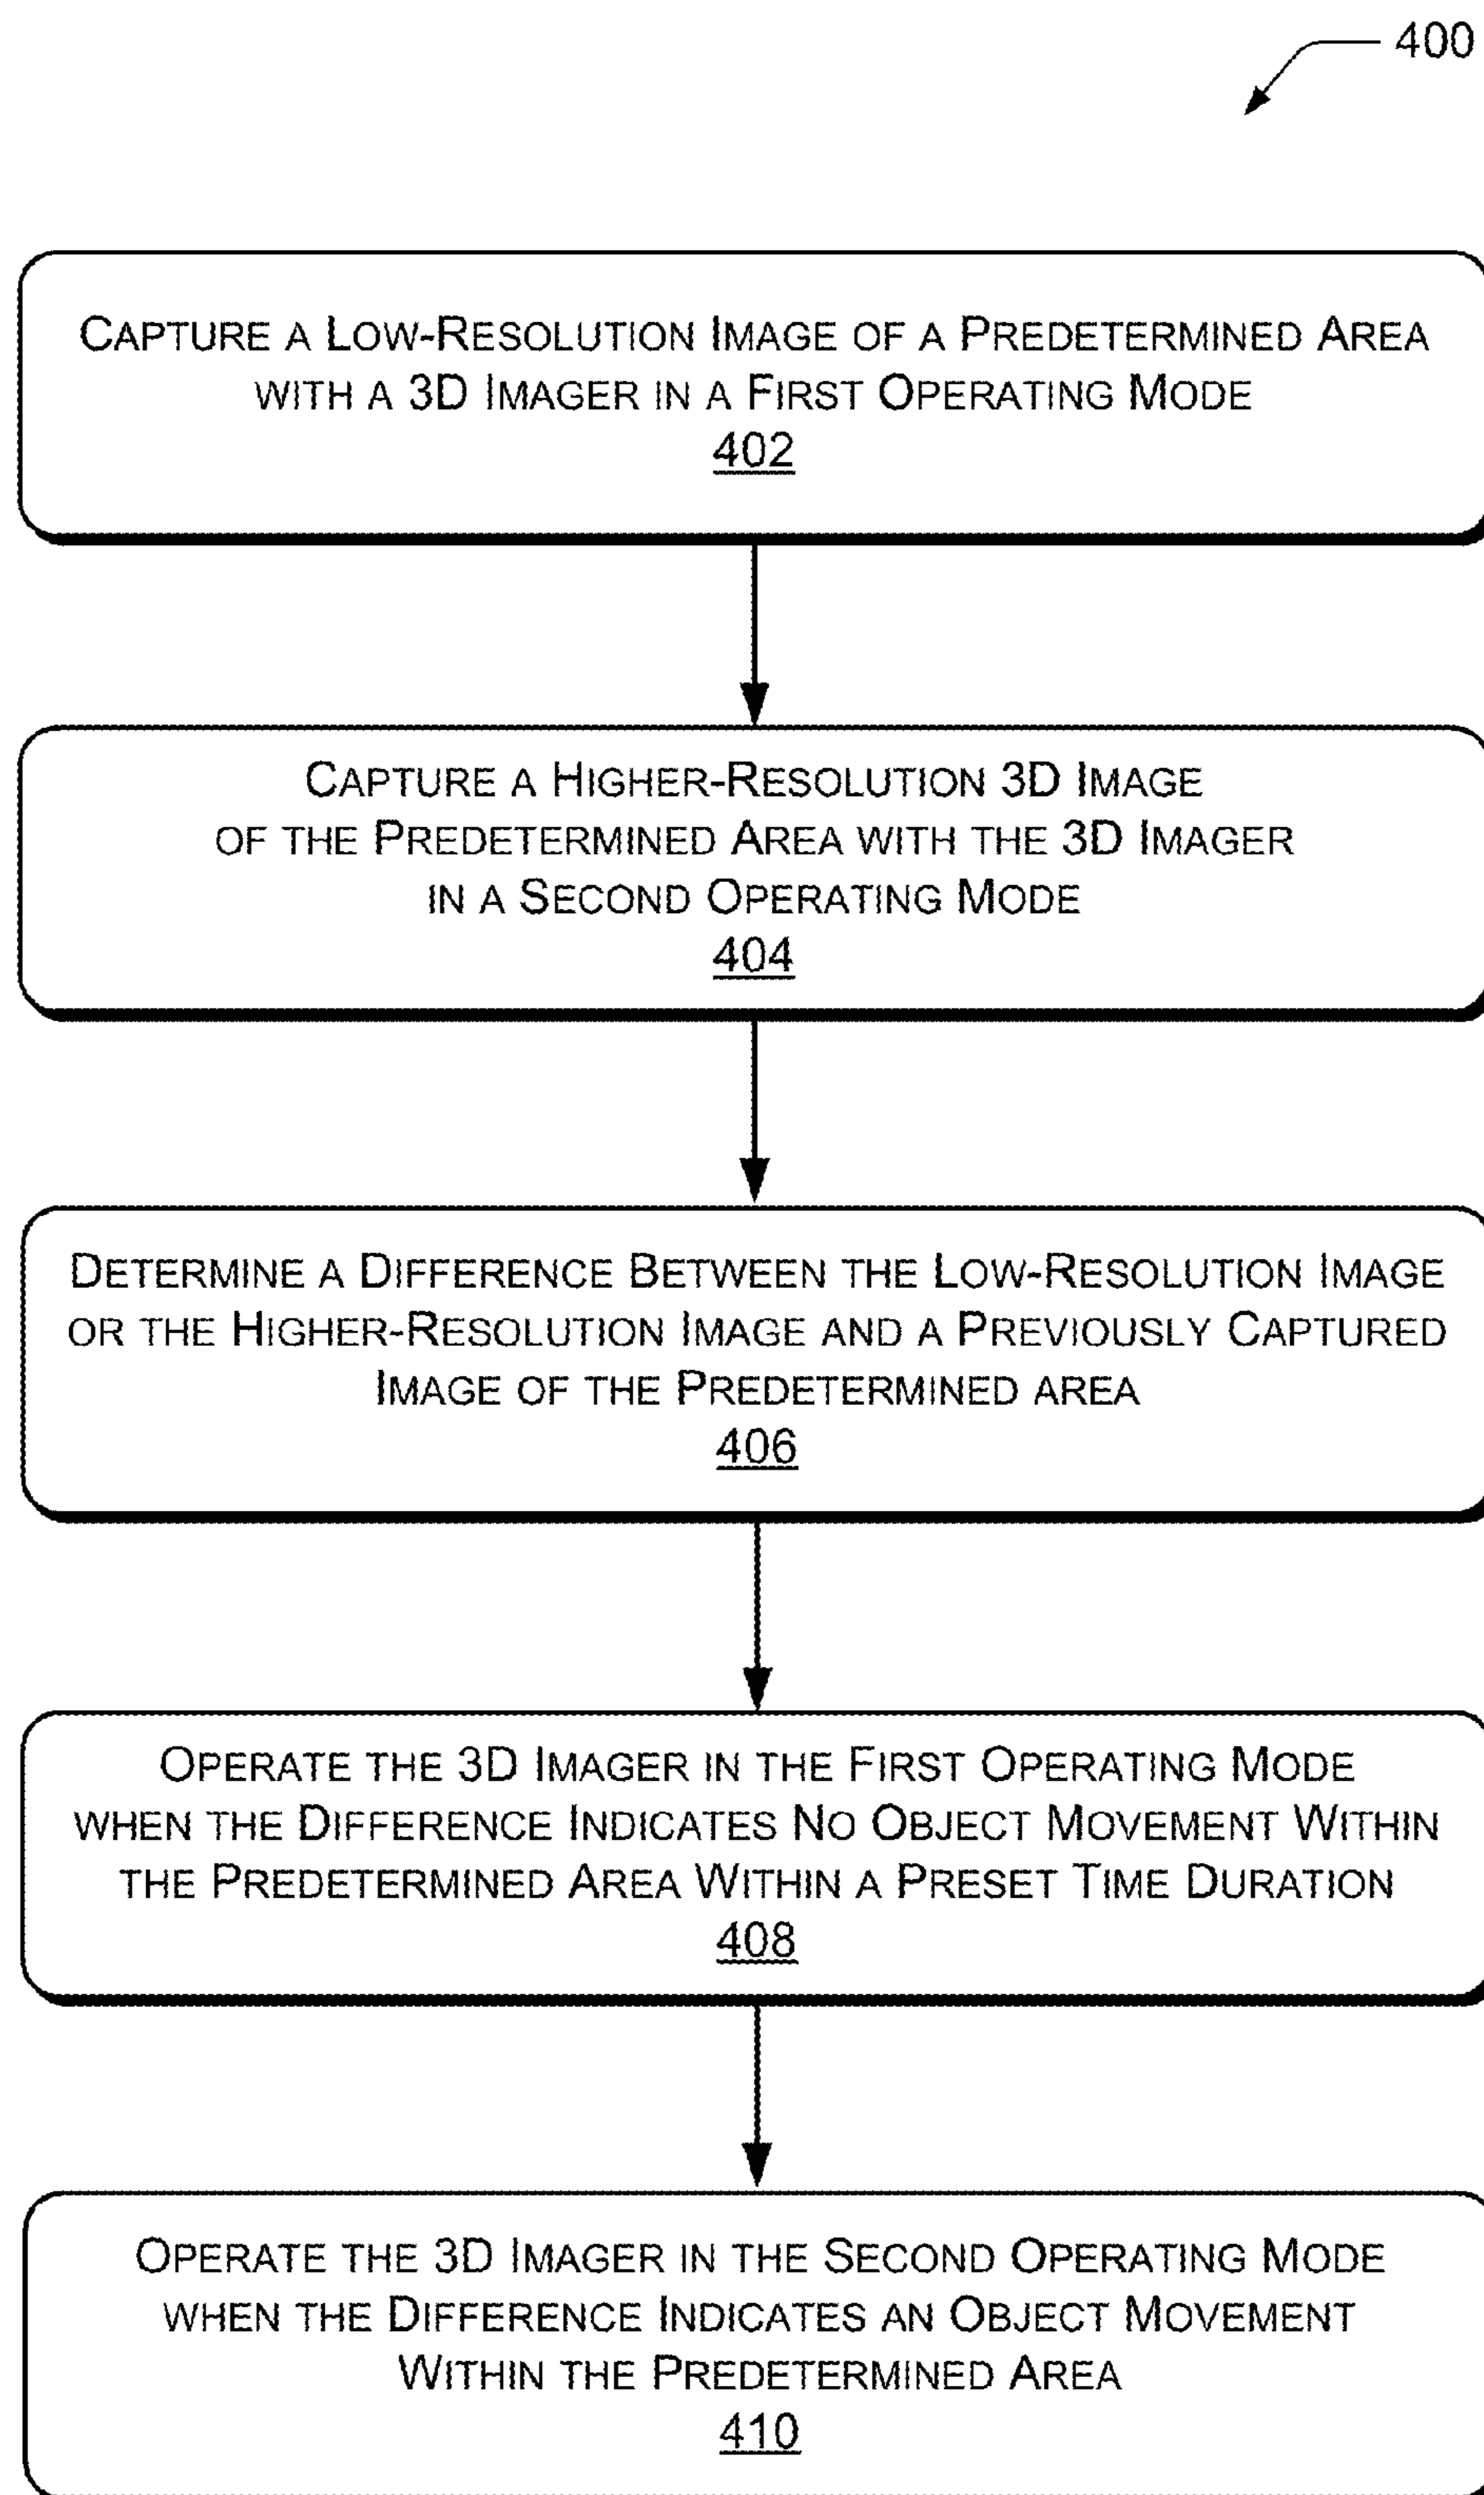 400
CAPTURE A LOW-RESOLUTION IMAGE OF A PREDETERMINED AREA
WITH A 3D IMAGER IN A FIRST OPERATING MODE
402
CAPTURE A HIGHER-RESOLUTION 3D IMAGE
OF THE PREDETERMINED AREA WITH THE 3D IMAGER
IN A SECOND OPERATING MODE
404
DETERMINE A DIFFERENCE BETWEEN THE LOW-RESOLUTION IMAGE
OR THE HIGHER-RESOLUTION IMAGE AND A PREVIOUSLY CAPTURED
IMAGE OF THE PREDETERMINED AREA
406
OPERATE THE 3D IMAGER IN THE FIRST OPERATING MODE
WHEN THE DIFFERENCE INDICATES NO OBJECT MOVEMENT WITHIN
THE PREDETERMINED AREA WITHIN A PRESET TIME DURATION
408
OPERATE THE 3D IMAGER IN THE SECOND OPERATING MODE
WHEN THE DIFFERENCE INDICATES AN OBJECT MOVEMENT
WITHIN THE PREDETERMINED AREA
410